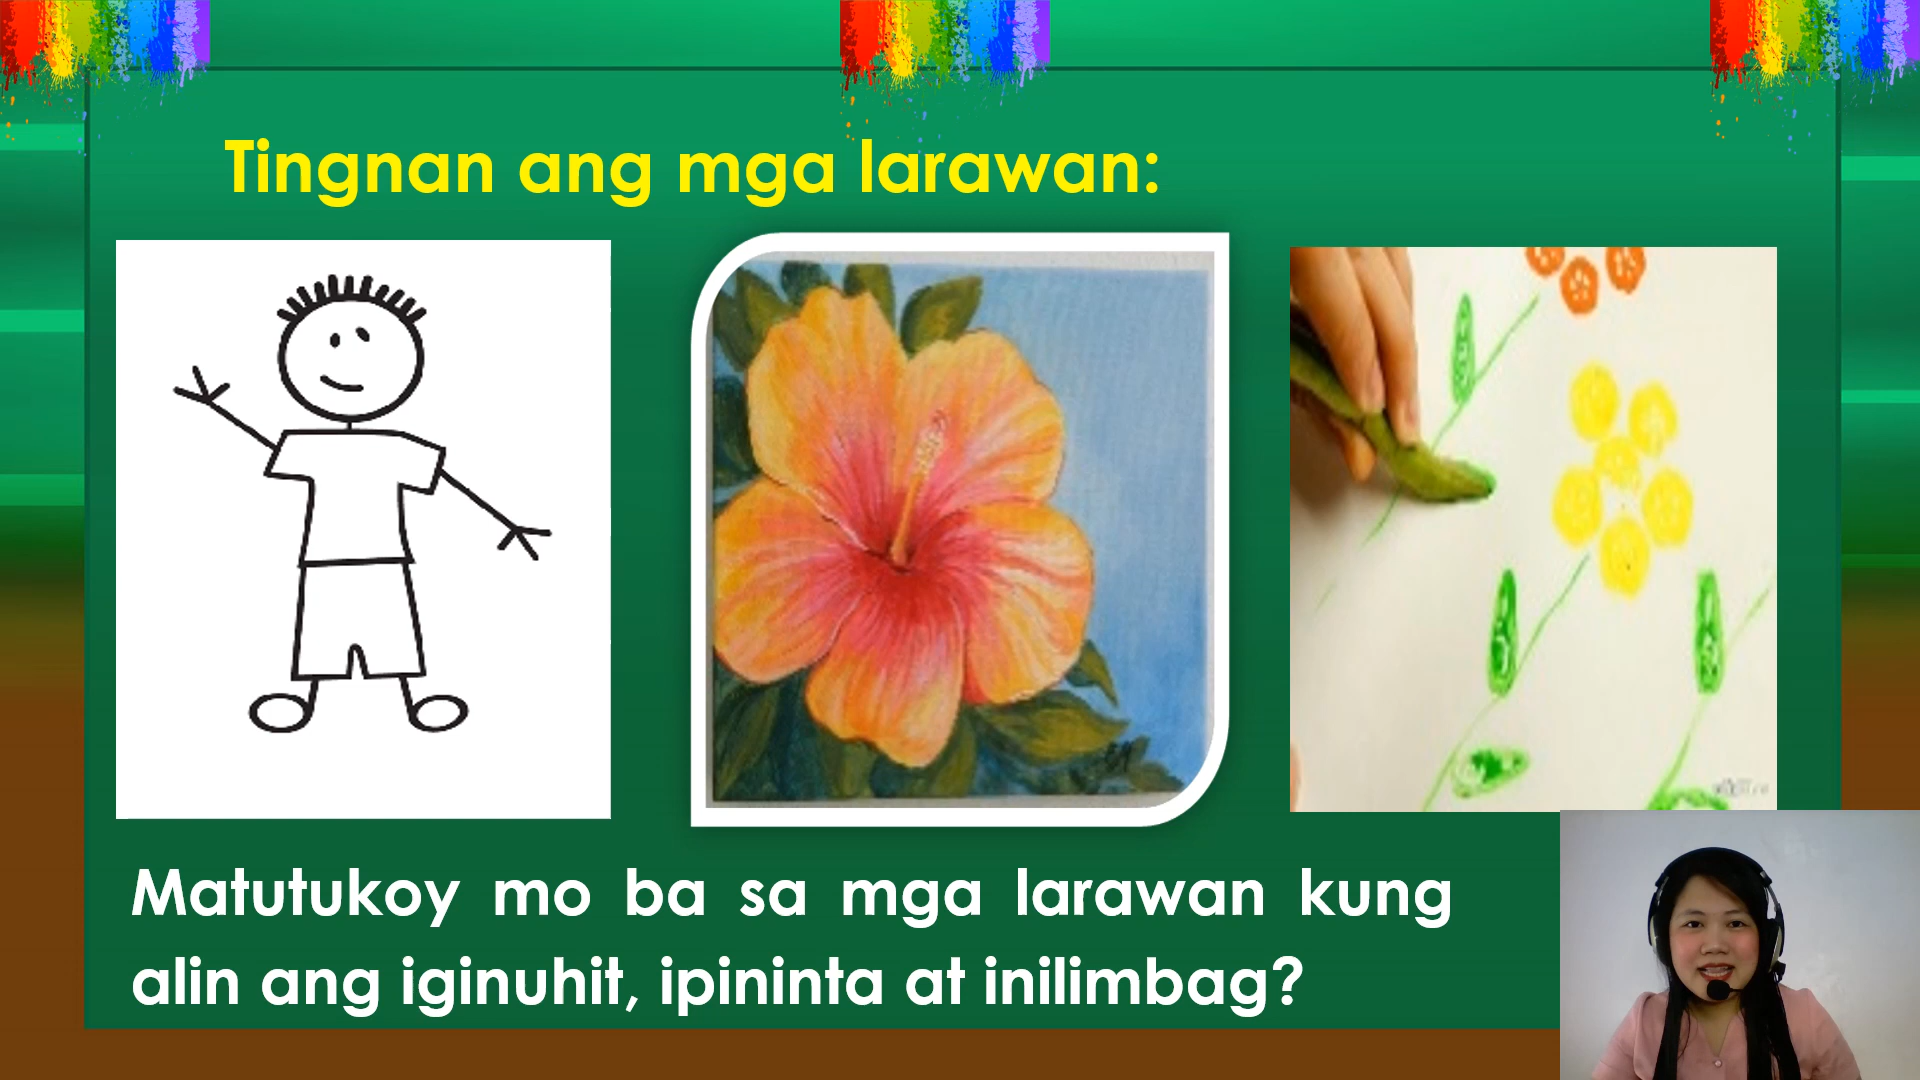 Tingnan ang mga larawan:
Matutukoy mo ba sa mga larawan kung
alin ang iginuhit, ipininta at inilimbag?